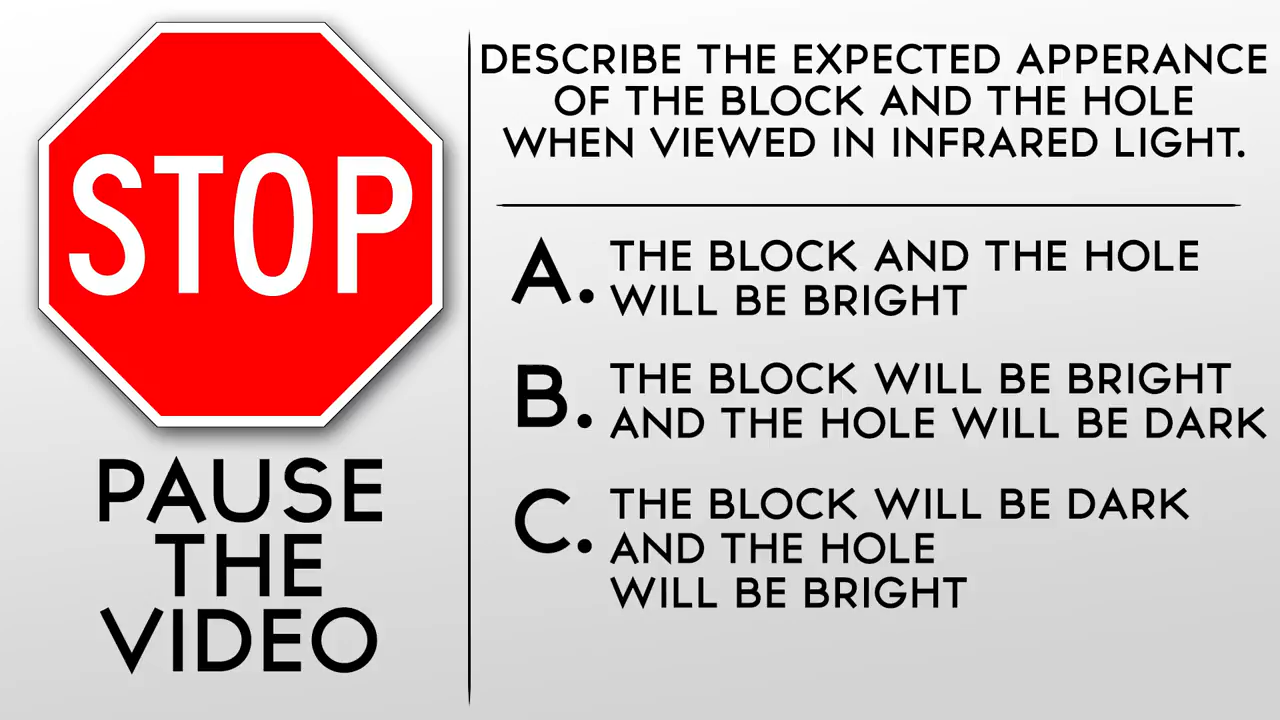 STOP
PAUSE
THE
VIDEO
DESCRIBE THE EXPECTED APPERANCE
OF THE BLOCK AND THE HOLE
WHEN VIEWED IN INFRARED LIGHT.
A. THE BLOCK AND THE HOLE
WILL BE BRIGHT
B. THE BLOCK WILL BE BRIGHT
AND THE HOLE WILL BE DARK
C. THE BLOCK WILL BE DARK
AND THE HOLE
WILL BE BRIGHT